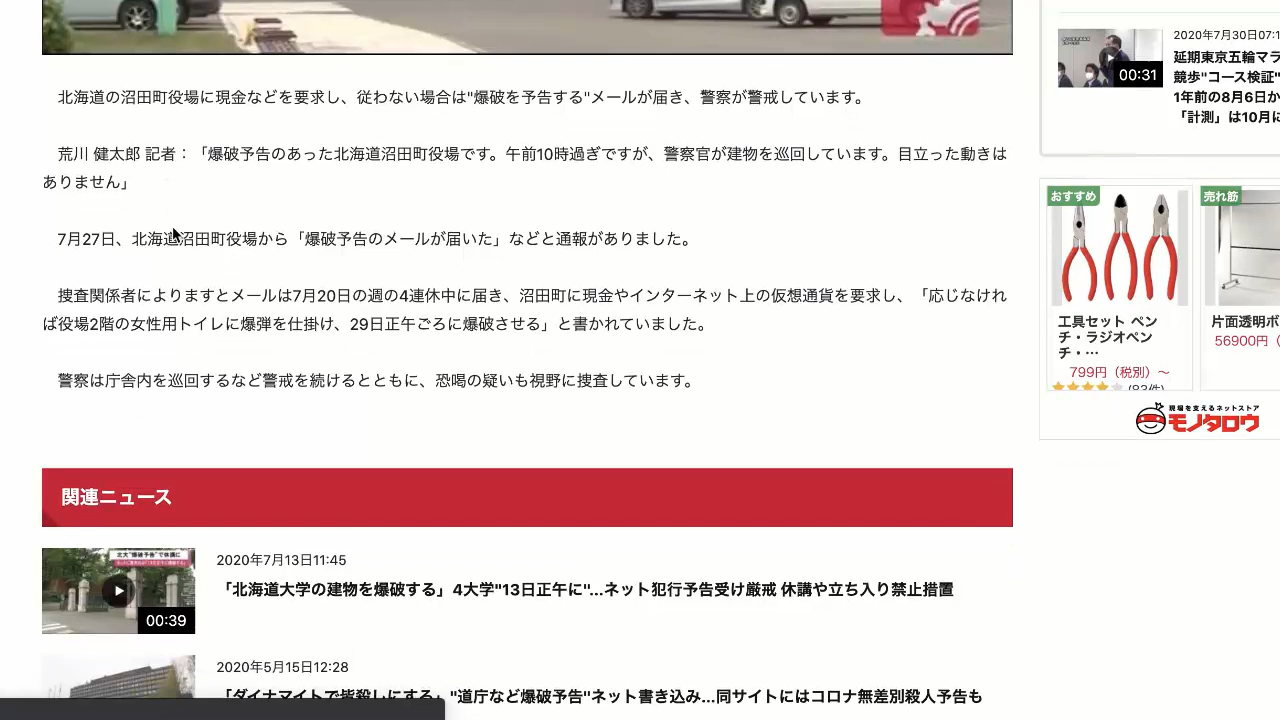 北海道の沼田町役場に現金などを要求し、従わない場合は"爆破を予告する"メールが届き、警察が警戒しています。
荒川 健太郎 記者：「爆破予告のあった北海道沼田町役場です。午前10時過ぎですが、警察官が建物を巡回しています。目立った動きは
ありません」
7月27日、北海道沼田町役場から「爆破予告のメールが届いた」などと通報がありました。
捜査関係者によりますとメールは7月20日の週の4連休中に届き、沼田町に現金やインターネット上の仮想通貨を要求し、「応じなけれ
ば役場2階の女性用トイレに爆弾を仕掛け、29日正午ごろに爆破させる」と書かれていました。
警察は庁舎内を巡回するなど警戒を続けるとともに、恐喝の疑いも視野に捜査しています。
関連ニュース
北大"爆破予告"で休講に
00:39
2020年7月13日11:45
「北海道大学の建物を爆破する」4大学"13日正午に"...ネット犯行予告受け厳戒 休講や立ち入り禁止措置
2020年5月15日12:28
「ダイナマイトで皆殺しにする」"道庁など爆破予告"ネット書き込み...同サイトにはコロナ無差別殺人予告も
00:31
2020年7月30日07:1
延期東京五輪マラ
競歩"コース検証"
1年前の8月6日か
「計測」は10月に
おすすめ
工具セット ペン
チ・ラジオペン
チ・…
799円（税別）～
(83件)
売れ筋
片面透明ボ
56900円（
現場を支えるネットストア
モノタロウ